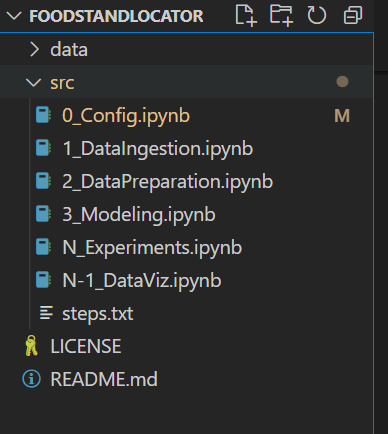 FOODSTANDLOCATOR
data
src
0_Config.ipynb M
1_DataIngestion.ipynb
2_DataPreparation.ipynb
3_Modeling.ipynb
N_Experiments.ipynb
N-1_DataViz.ipynb
steps.txt
LICENSE
README.md